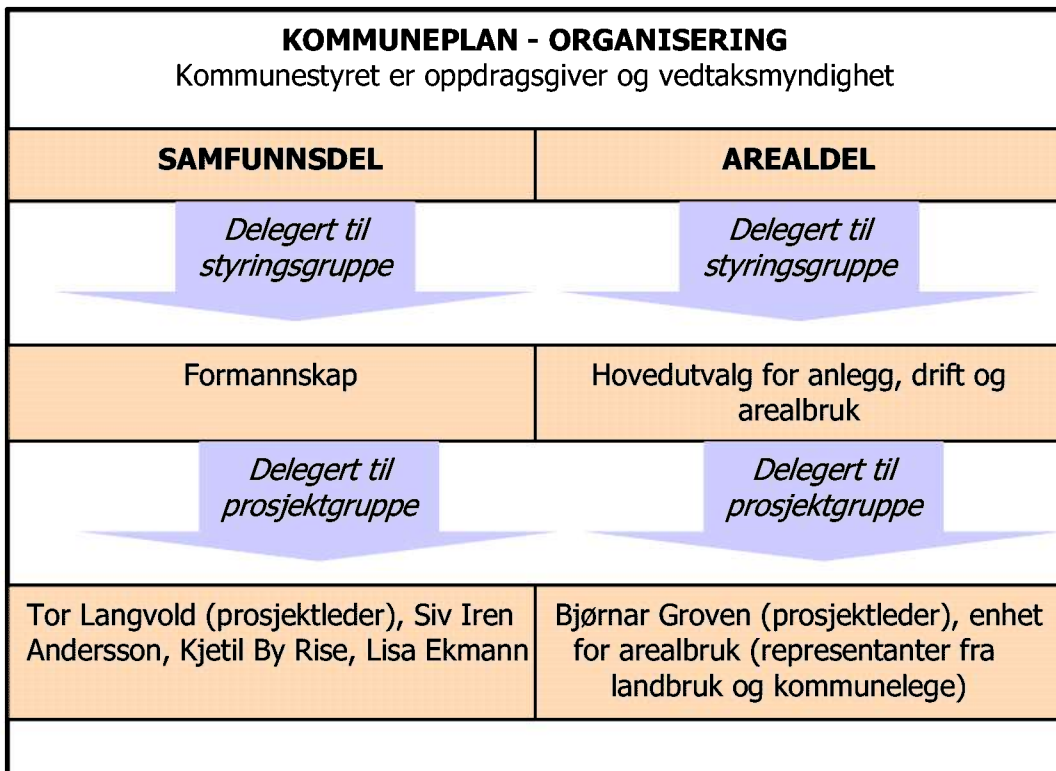 KOMMUNEPLAN - ORGANISERING
Kommunestyret er oppdragsgiver og vedtaksmyndighet
SAMFUNNSDEL
AREALDEL
Delegert til
styringsgruppe
Delegert til
styringsgruppe
Formannskap
Hovedutvalg for anlegg, drift og
arealbruk
Delegert til
prosjektgruppe
Delegert til
prosjektgruppe
Tor Langvold (prosjektleder), Siv Iren
Andersson, Kjetil By Rise, Lisa Ekmann
Bjørnar Groven (prosjektleder), enhet
for arealbruk (representanter fra
landbruk og kommunelege)